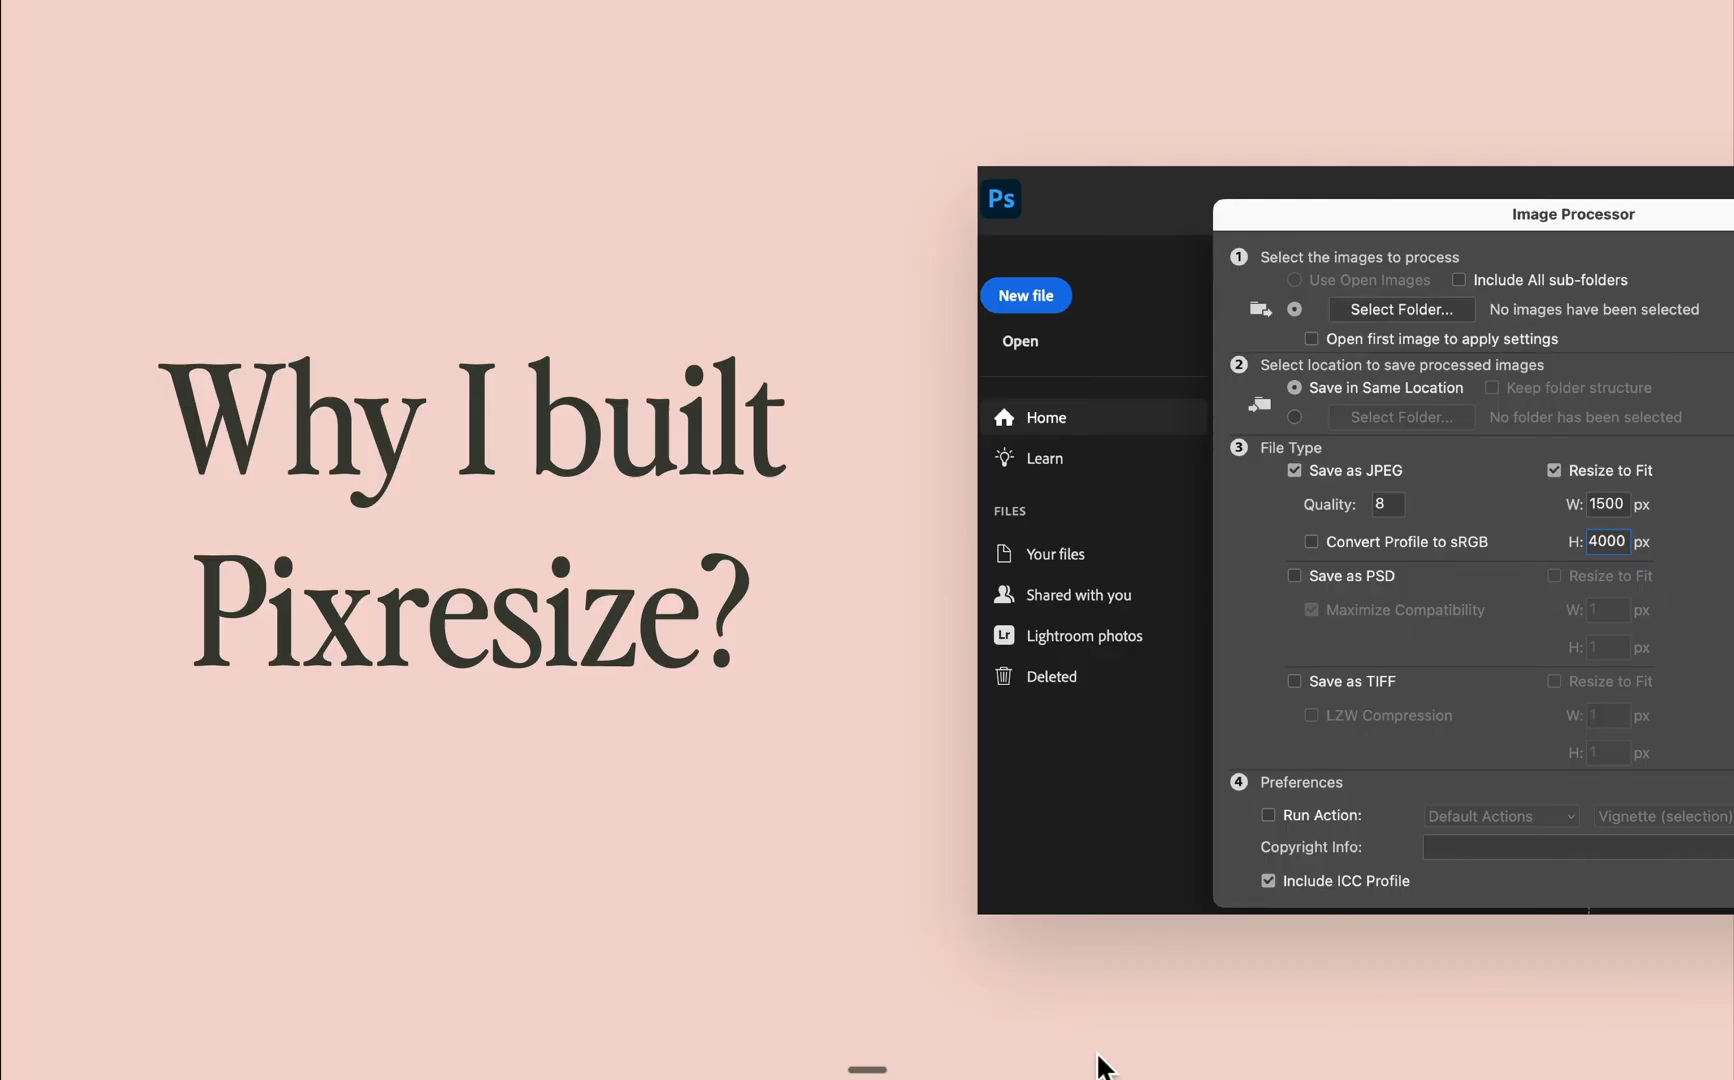 Why I built
Pixresize?
Ps
New file
Open
Home
Learn
FILES
Your files
Shared with you
Lr Lightroom photos
Deleted
Image Processor
1 Select the images to process
Use Open Images Include All sub-folders
Select Folder... No images have been selected
Open first image to apply settings
2 Select location to save processed images
Save in Same Location Keep folder structure
Select Folder... No folder has been selected
3 File Type
Save as JPEG Resize to Fit
Quality: 8 W: 1500 px
Convert Profile to sRGB H: 4000 px
Save as PSD Resize to Fit
Maximize Compatibility W: 1 px
H: 1 px
Save as TIFF Resize to Fit
LZW Compression W: 1 px
H: 1 px
4 Preferences
Run Action: Default Actions Vignette (selection)
Copyright Info:
Include ICC Profile